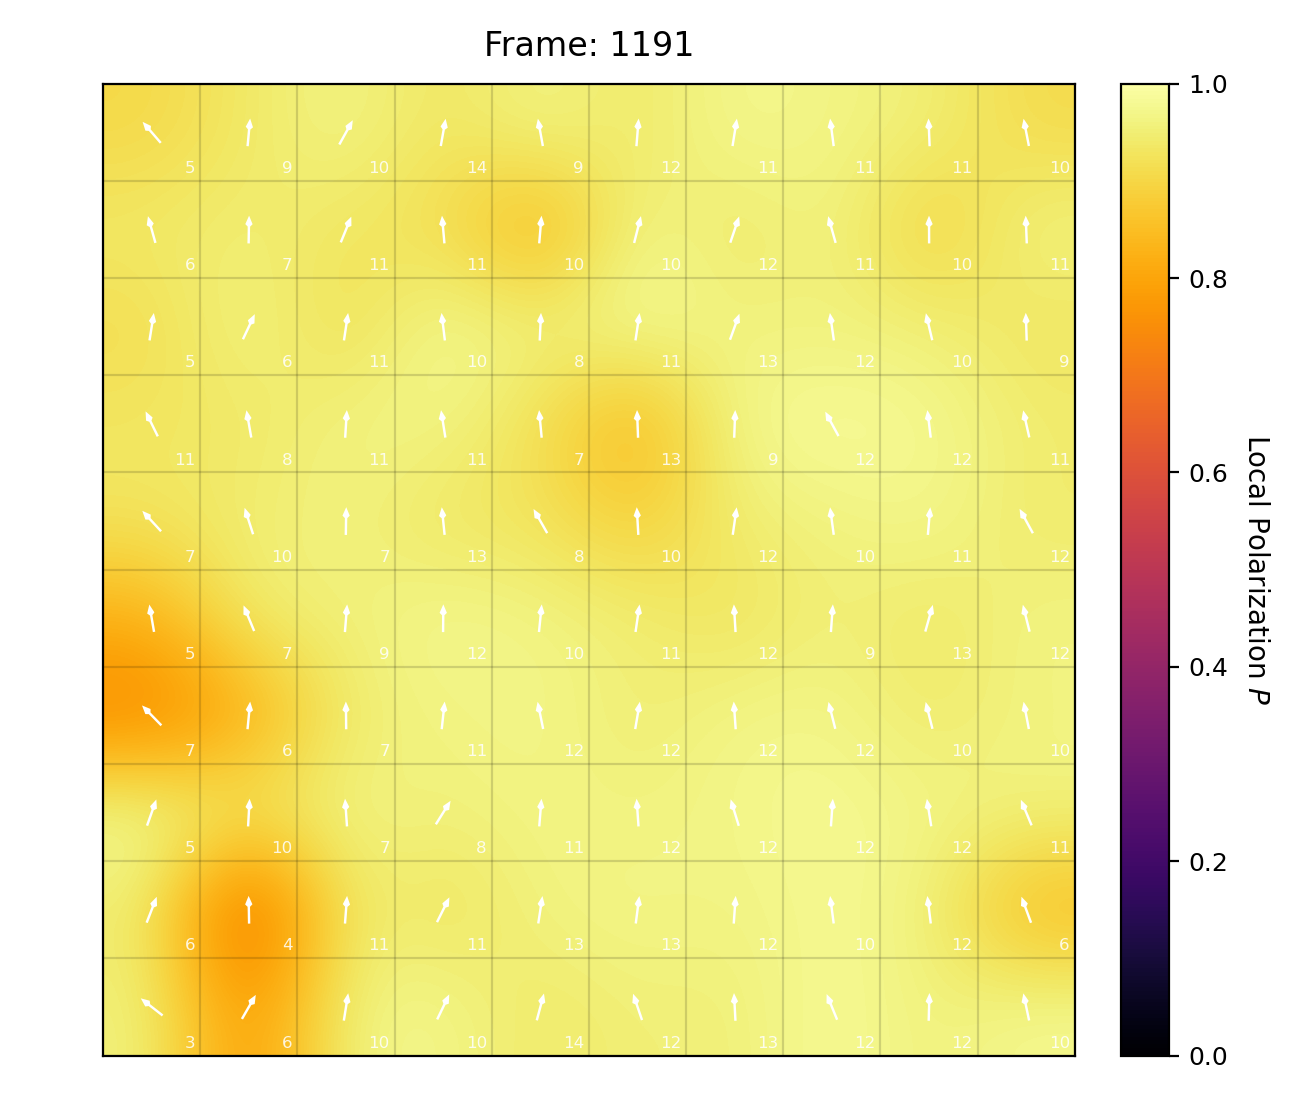 Frame: 1191
5 9 10 14 9 12 11 11 11 10
6 7 11 11 10 10 12 11 10 11
5 6 11 10 8 11 13 12 10 9
11 8 11 11 7 13 9 12 12 11
7 10 7 13 8 10 12 10 11 12
5 7 9 12 10 11 12 9 13 12
7 6 7 11 12 12 12 12 10 10
5 10 7 8 11 12 12 12 12 11
6 4 11 11 13 13 12 10 12 6
3 6 10 10 14 12 13 12 12 10
1.0
0.8
0.6
0.4
0.2
0.0
Local Polarization P